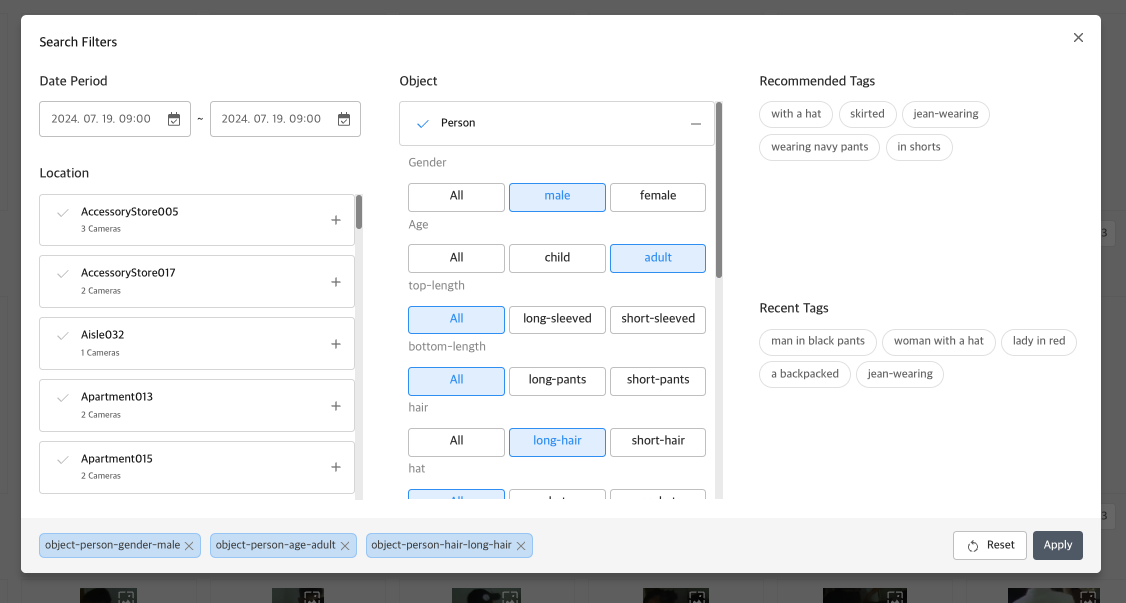 Search Filters
Date Period
2024. 07. 19. 09:00 ~ 2024. 07. 19. 09:00
Location
AccessoryStore005
3 Cameras
AccessoryStore017
2 Cameras
Aisle032
1 Cameras
Apartment013
2 Cameras
Apartment015
2 Cameras
Object
Person
Gender
All male female
Age
All child adult
top-length
All long-sleeved short-sleeved
bottom-length
All long-pants short-pants
hair
All long-hair short-hair
hat
All
Recommended Tags
with a hat skirted jean-wearing
wearing navy pants in shorts
Recent Tags
man in black pants woman with a hat lady in red
a backpacked jean-wearing
object-person-gender-male object-person-age-adult object-person-hair-long-hair
Reset Apply
3
3